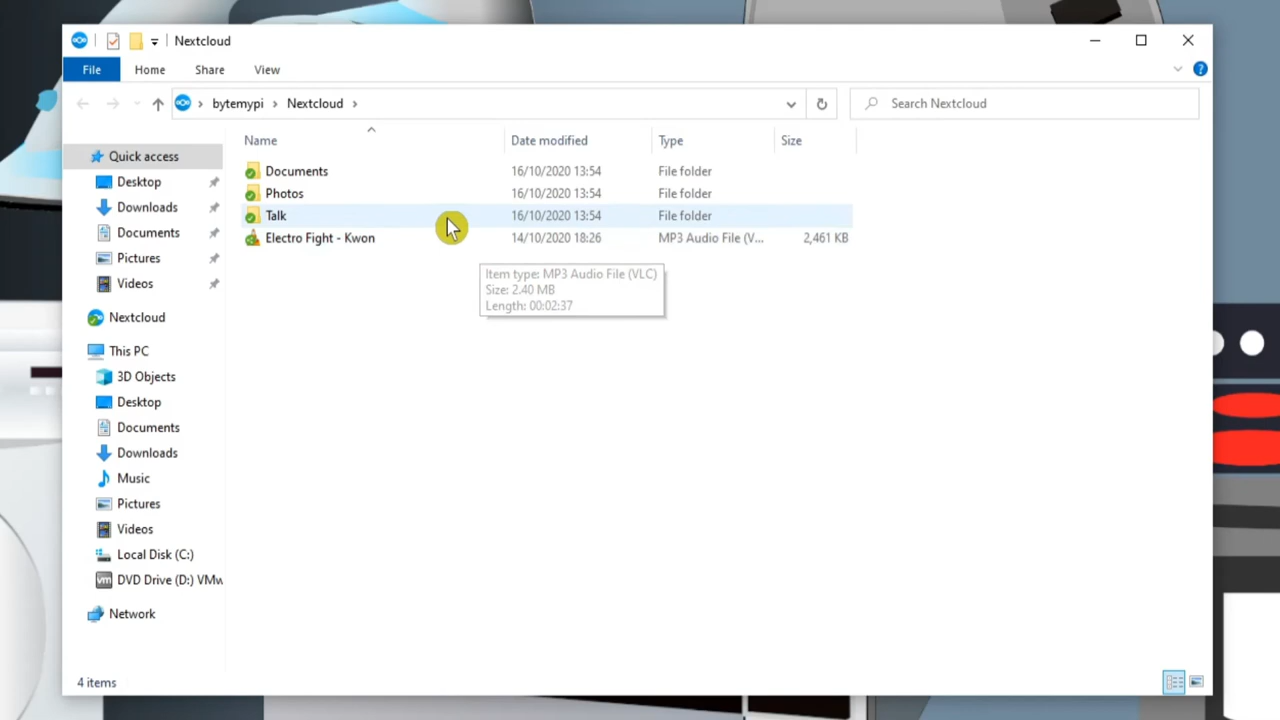 Nextcloud
File Home Share View
bytemypi Nextcloud
Search Nextcloud
Name Date modified Type Size
Documents 16/10/2020 13:54 File folder
Photos 16/10/2020 13:54 File folder
Talk 16/10/2020 13:54 File folder
Electro Fight - Kwon 14/10/2020 18:26 MP3 Audio File (V... 2,461 KB
Item type: MP3 Audio File (VLC)
Size: 2.40 MB
Length: 00:02:37
Quick access
Desktop
Downloads
Documents
Pictures
Videos
Nextcloud
This PC
3D Objects
Desktop
Documents
Downloads
Music
Pictures
Videos
Local Disk (C:)
vm DVD Drive (D:) VMw
Network
4 items